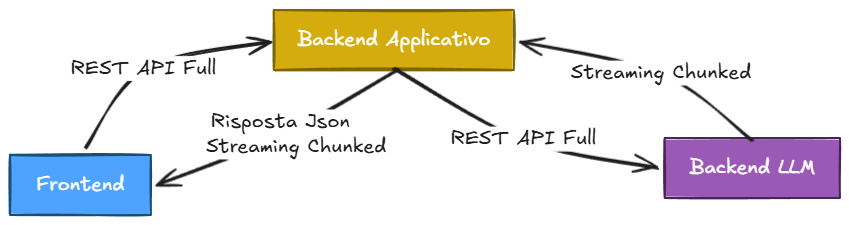 Backend Applicativo
REST API Full
Streaming Chunked
Risposta Json
Streaming Chunked
REST API Full
Backend LLM
Frontend